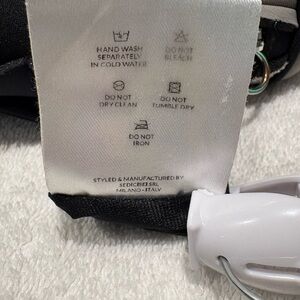 HAND WASH
SEPARATELY
IN COLD WATER
DO NOT
BLEACH
DO NOT
DRY CLEAN
DO NOT
TUMBLE DRY
DO NOT
IRON
STYLED & MANUFACTURED BY
SEDICIBEI SRL
MILANO - ITALY